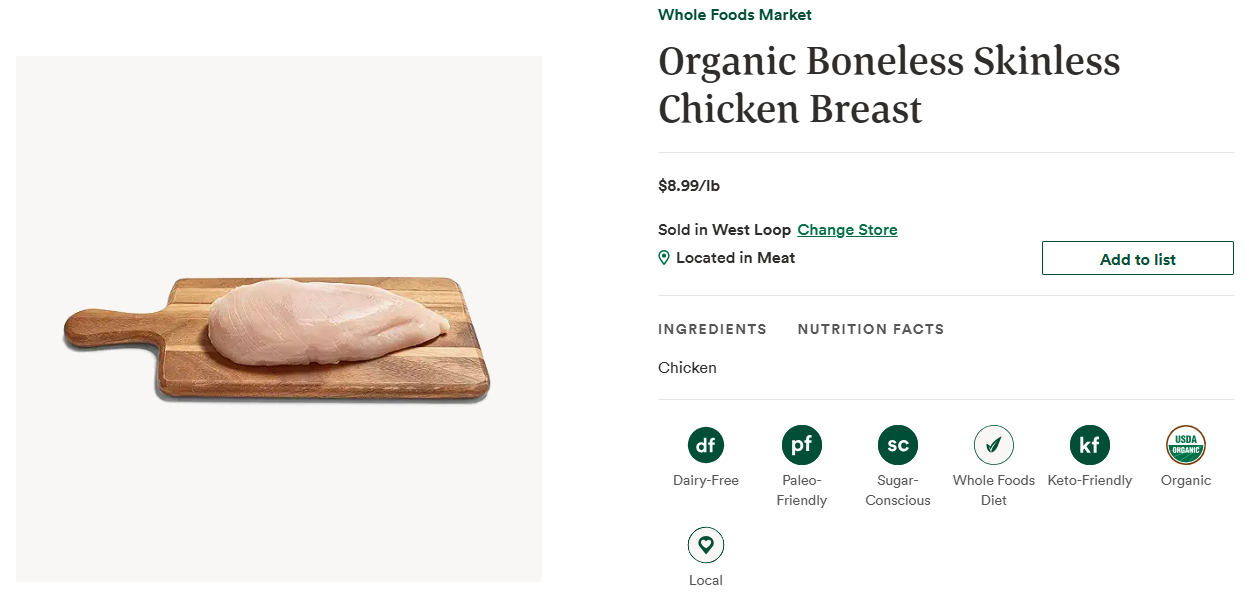 Whole Foods Market
Organic Boneless Skinless
Chicken Breast
$8.99/lb
Sold in West Loop Change Store
Located in Meat
Add to list
INGREDIENTS NUTRITION FACTS
Chicken
df
pf
sc
kf
USDA
ORGANIC
Dairy-Free
Paleo-
Friendly
Sugar-
Conscious
Whole Foods
Diet
Keto-Friendly
Organic
Local